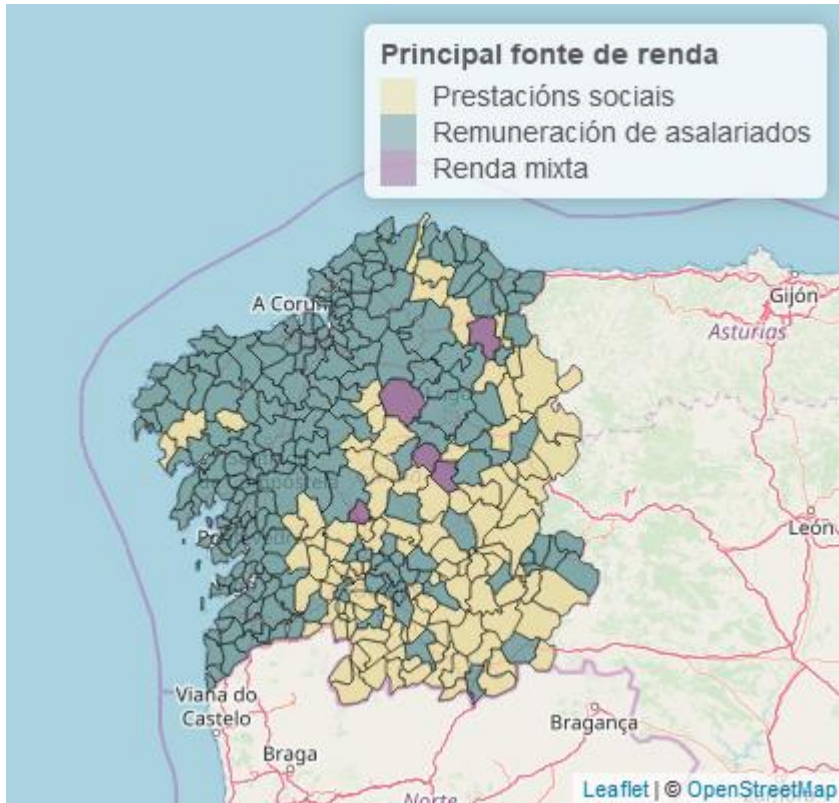 Principal fonte de renda
Prestacións sociais
Remuneración de asalariados
Renda mixta
A Coruñ
Gijón
Asturias
León
Viana do
Castelo
Bragança
Braga
Norte
Leaflet | © OpenStreetMap